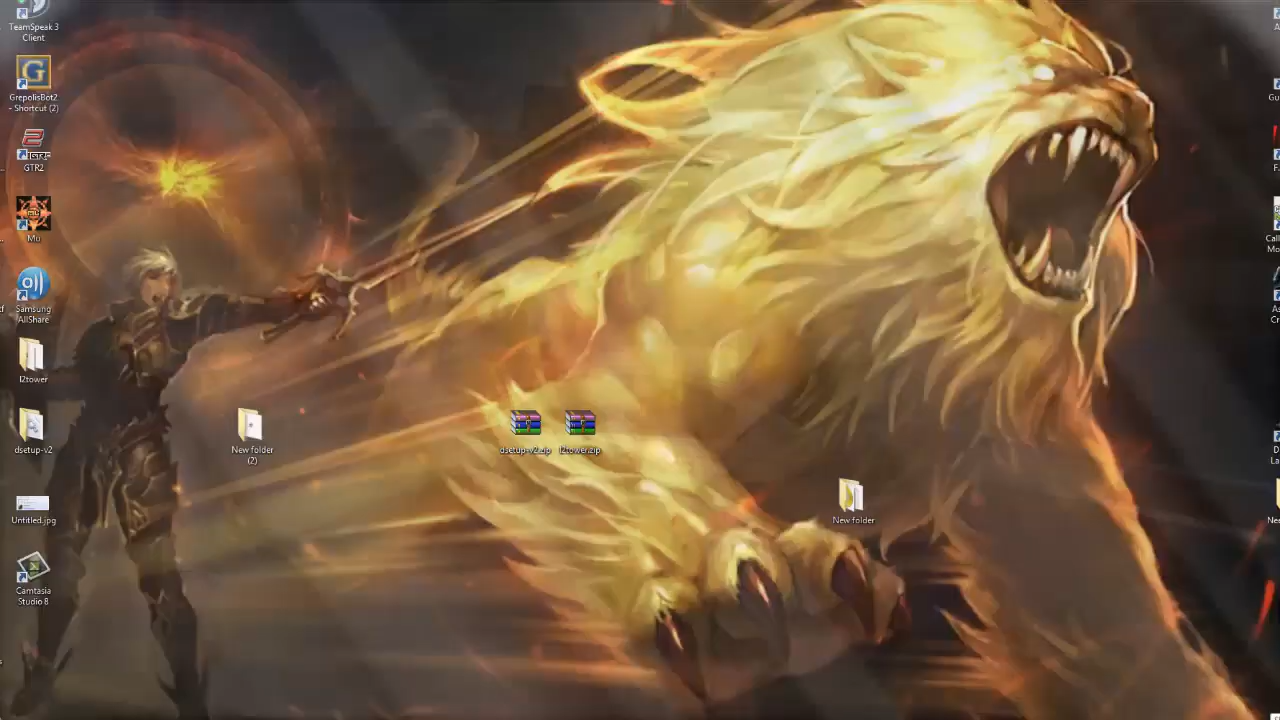 TeamSpeak 3
Client
GrepolisBot2
- Shortcut (2)
GTR2
Mu
Samsung
AllShare
l2tower
dsetup-v2
Untitled.jpg
Camtasia
Studio 8
New folder
(2)
dsetup-v2.zip
l2tower.zip
New folder